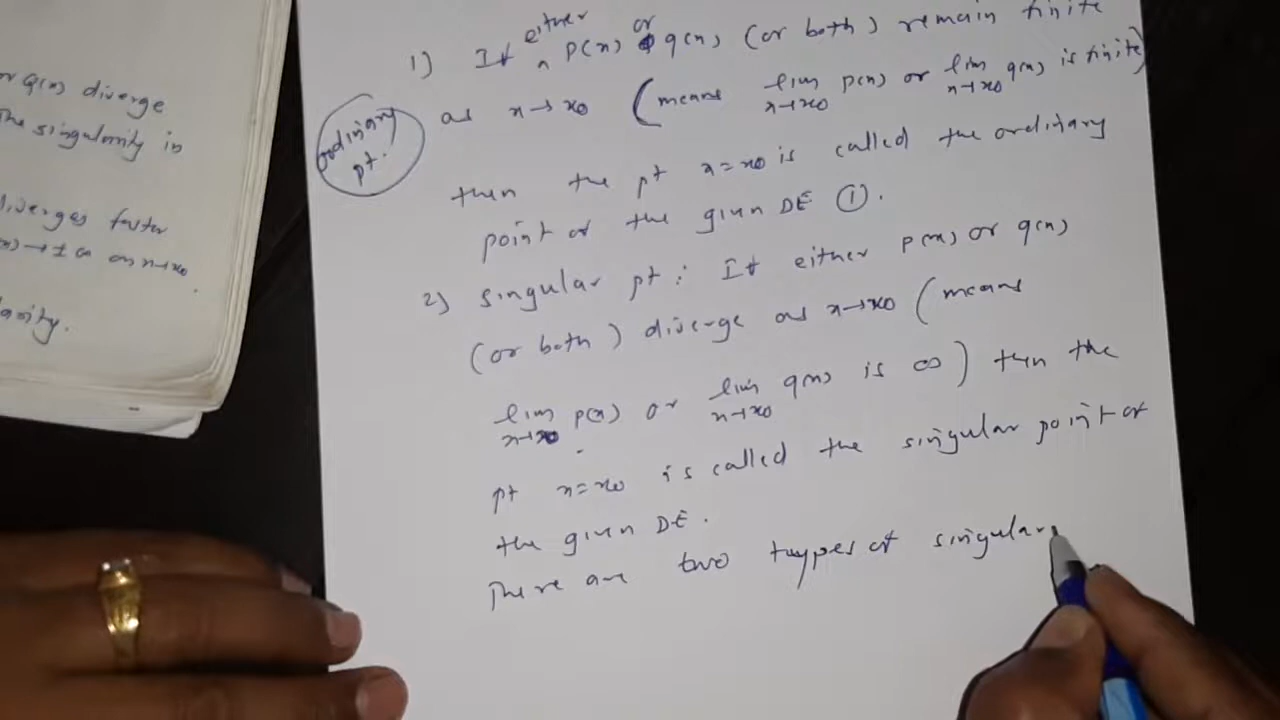 or Q(x) diverge
The singularity in
diverges faster
x) → ± ∞ as x→x₀.
larity.
1) If either P(x) or q(x) (or both) remain finite
ordinary pt.
as x → x₀ (means lim x→x₀ p(x) or lim x→x₀ q(x) is finite)
then the pt x = x₀ is called the ordinary
point of the given DE ①.
2) singular pt : If either p(x) or q(x)
(or both) diverge as x→x₀ (means
lim x→x₀ p(x) or lim x→x₀ q(x) is ∞) then the
pt x = x₀ is called the singular point of
the given DE.
There are two types of singular